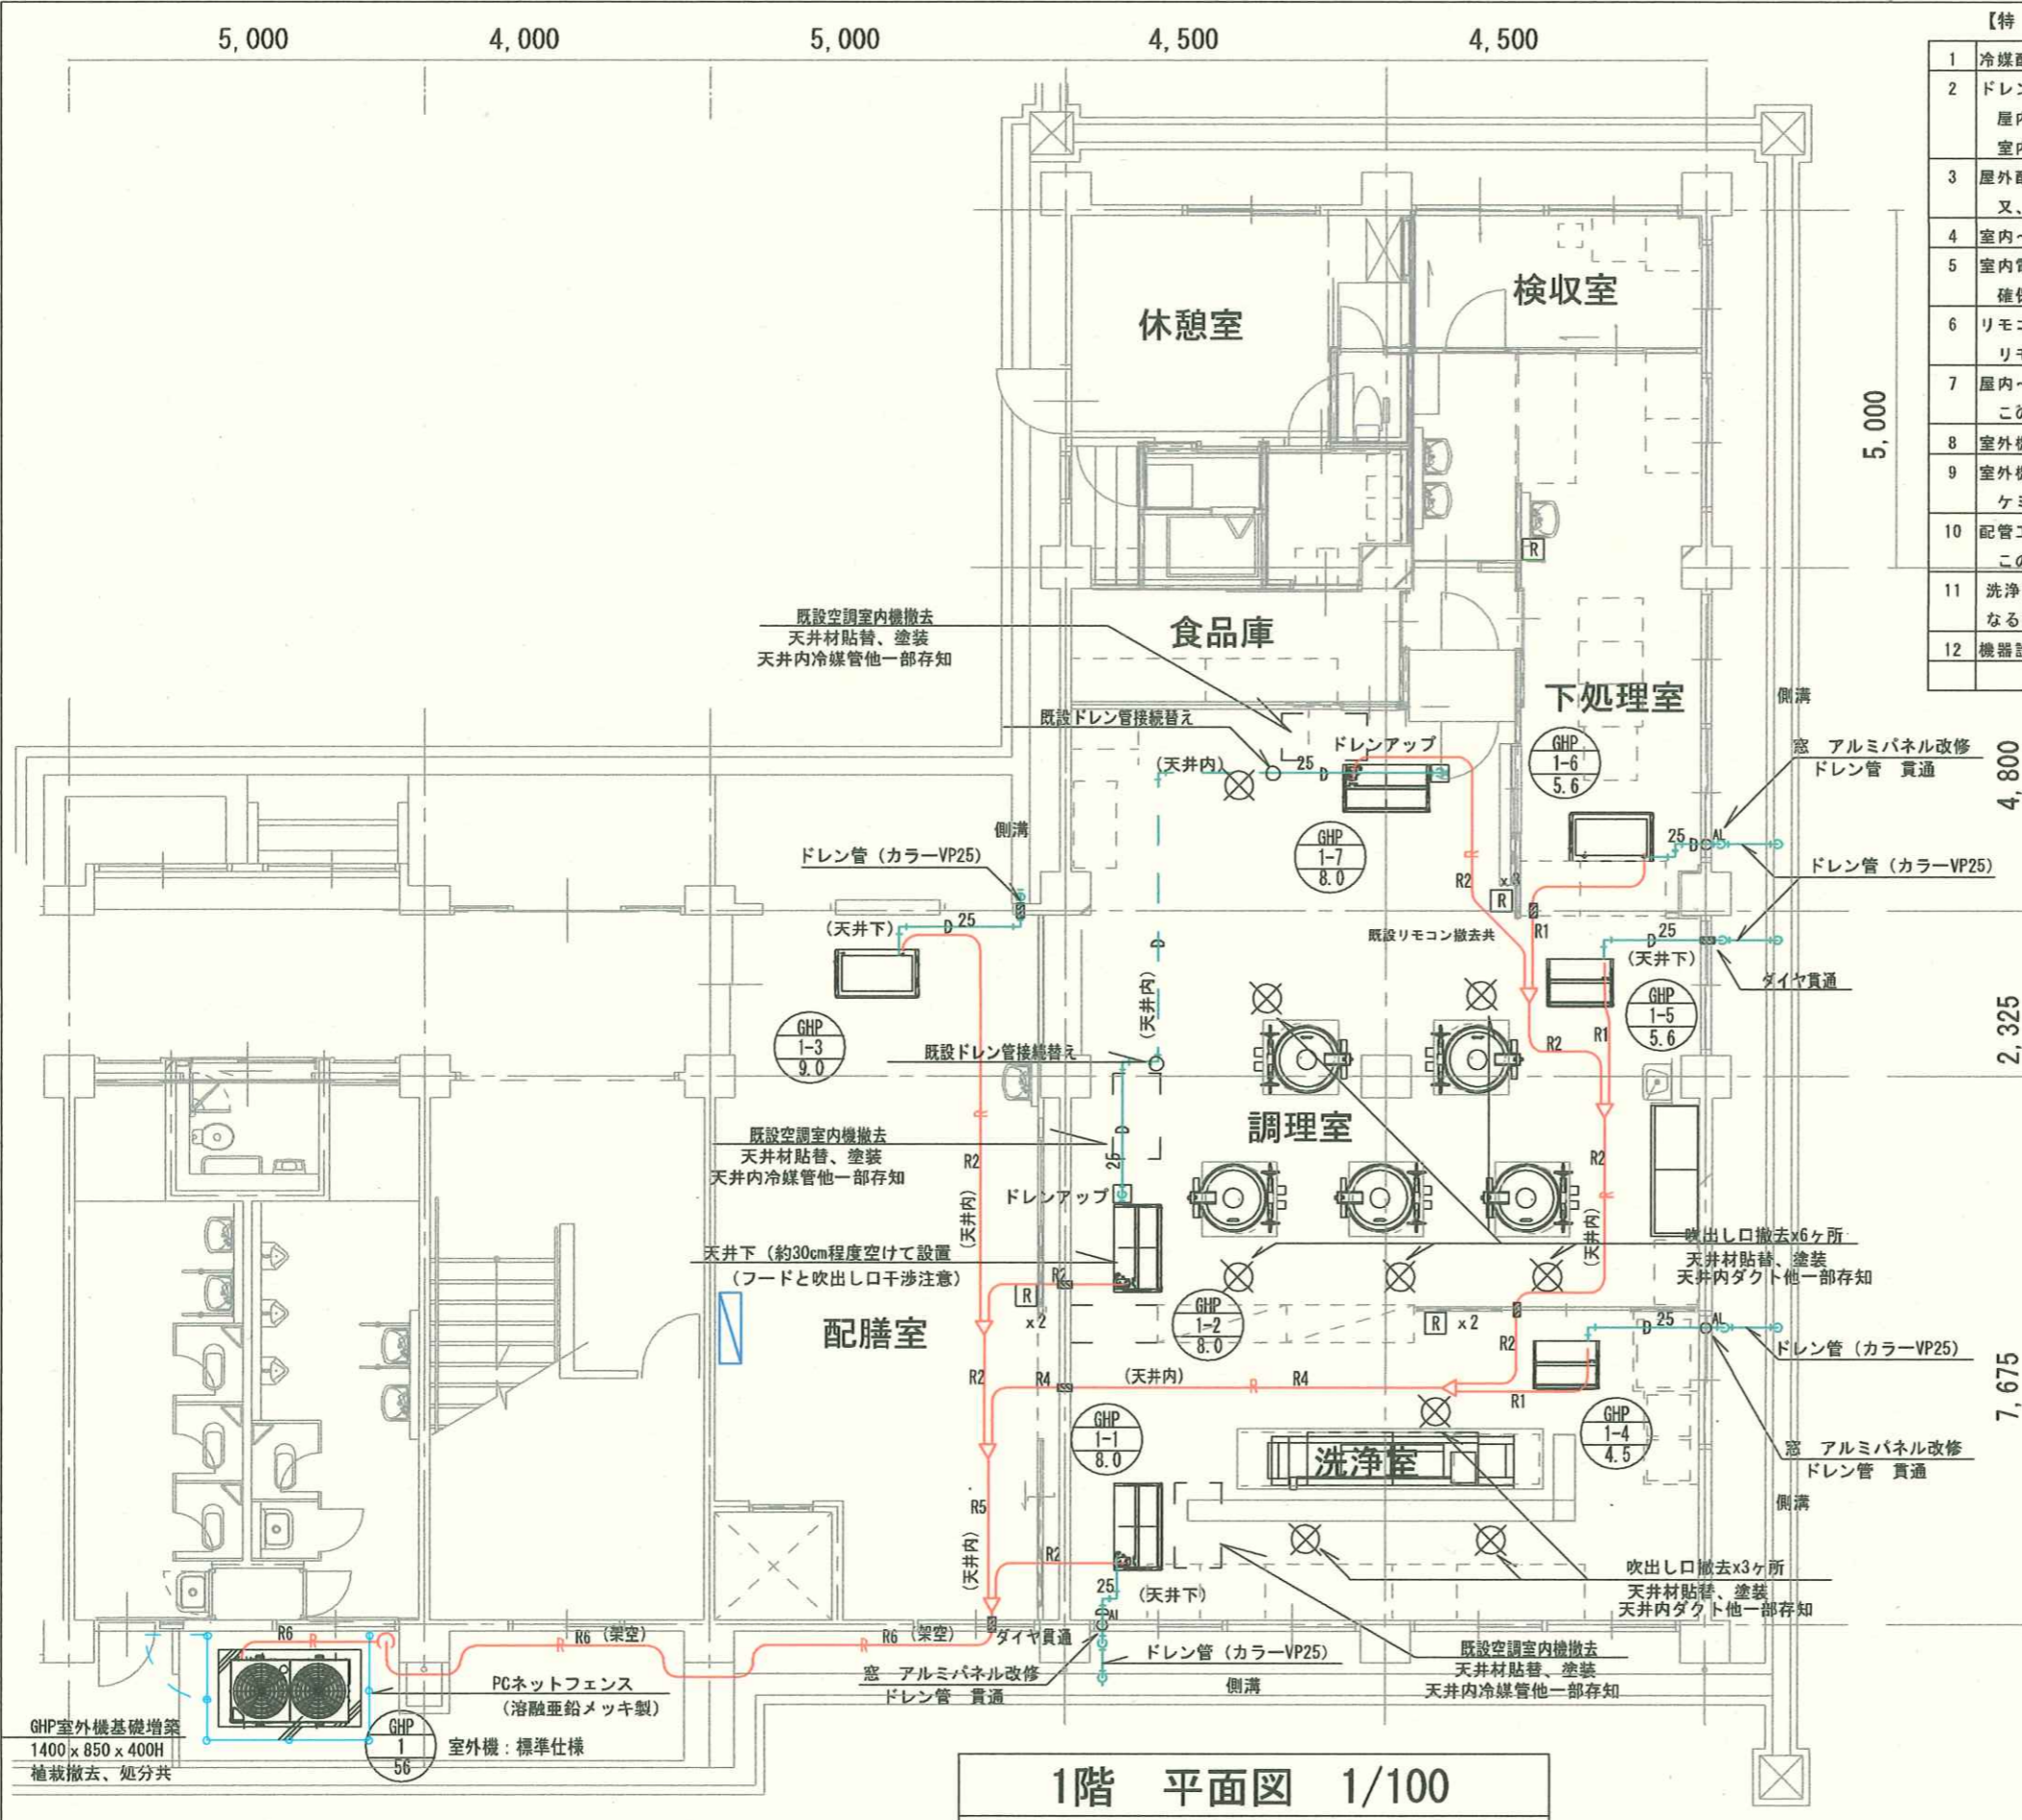 5,000
4,000
5,000
4,500
4,500
【特
1 冷媒
2 ドレン
屋内
室内
3 屋外
又、
4 室内~
5 室内
確
6 リモコ
リモ
7 屋内~
この
8 室外機
9 室外機
ケミ
10 配管工
この
11 洗浄
なる
12 機器
5,000
4,800
2,325
7,675
休憩室
検収室
食品庫
下処理室
R
側溝
既設空調室内機撤去
天井材貼替、塗装
天井内冷媒管他一部存知
既設ドレン管接続替え
ドレンアップ
(天井内)
25
D
GHP
1-6
5.6
窓 アルミパネル改修
ドレン管 貫通
側溝
ドレン管（カラーVP25）
GHP
1-7
8.0
R2
x3
R
25
D
AL
ドレン管（カラーVP25）
(天井下)
D
25
既設リモコン撤去共
R1
D
25
(天井下)
ダイヤ貫通
D
(天井内)
GHP
1-3
9.0
GHP
1-5
5.6
R1
R2
既設ドレン管接続替え
調理室
既設空調室内機撤去
天井材貼替、塗装
天井内冷媒管他一部存知
D
25
R2
R2
R
ドレンアップ
(天井内)
(天井内)
天井下（約30cm程度空けて設置
（フードと吹出し口干渉注意）
吹出し口撤去x6ヶ所
天井材貼替、塗装
天井内ダクト他一部存知
R2
R
x2
配膳室
GHP
1-2
8.0
R
x2
R2
D
25
AL
ドレン管（カラーVP25）
R2
R4
(天井内)
R
R4
R1
GHP
1-1
8.0
洗浄室
GHP
1-4
4.5
窓 アルミパネル改修
ドレン管 貫通
側溝
R5
(天井内)
R2
25
(天井下)
D
AL
吹出し口撤去x3ヶ所
天井材貼替、塗装
天井内ダクト他一部存知
R6
R
R6
(架空)
R
R6
(架空)
R
ダイヤ貫通
ドレン管（カラーVP25）
側溝
既設空調室内機撤去
天井材貼替、塗装
天井内冷媒管他一部存知
PCネットフェンス
（溶融亜鉛メッキ製）
窓 アルミパネル改修
ドレン管 貫通
GHP室外機基礎増築
1400 x 850 x 400H
植栽撤去、処分共
GHP
1
56
室外機：標準仕様
1階 平面図 1/100